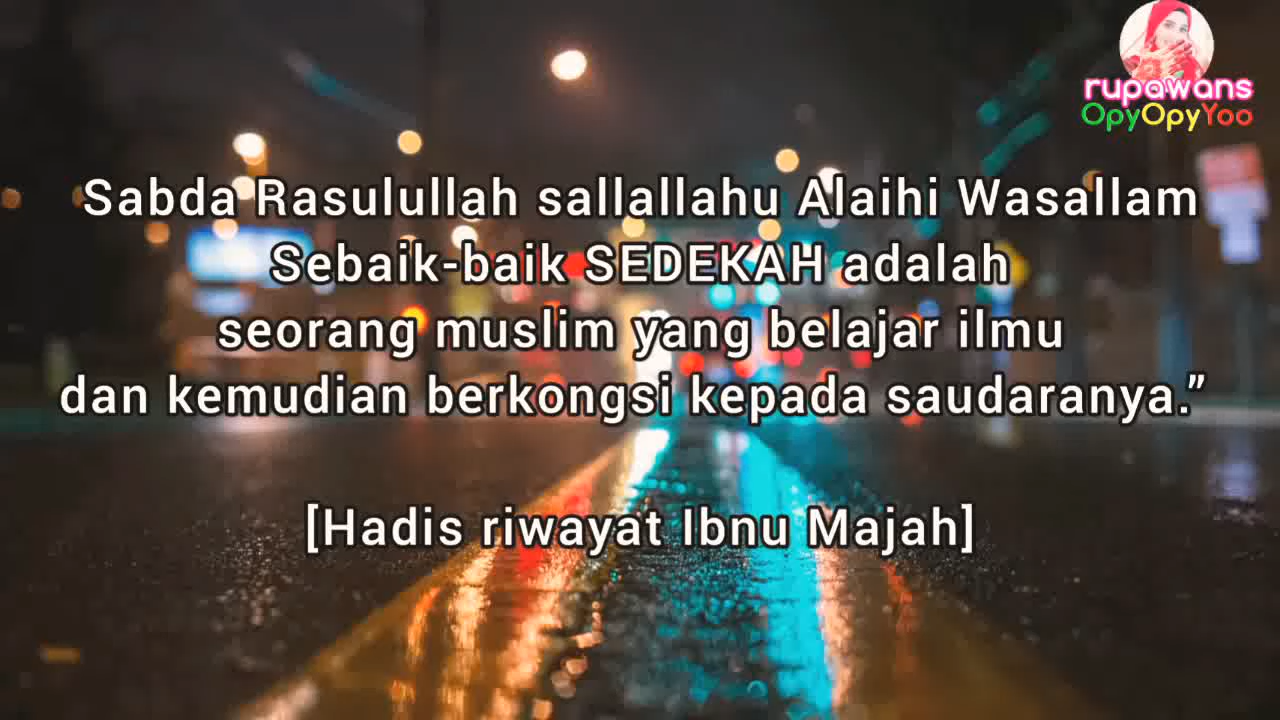 rupawans
OpyOpyYoo
Sabda Rasulullah sallallahu Alaihi Wasallam
Sebaik-baik SEDEKAH adalah
seorang muslim yang belajar ilmu
dan kemudian berkongsi kepada saudaranya.”
[Hadis riwayat Ibnu Majah]